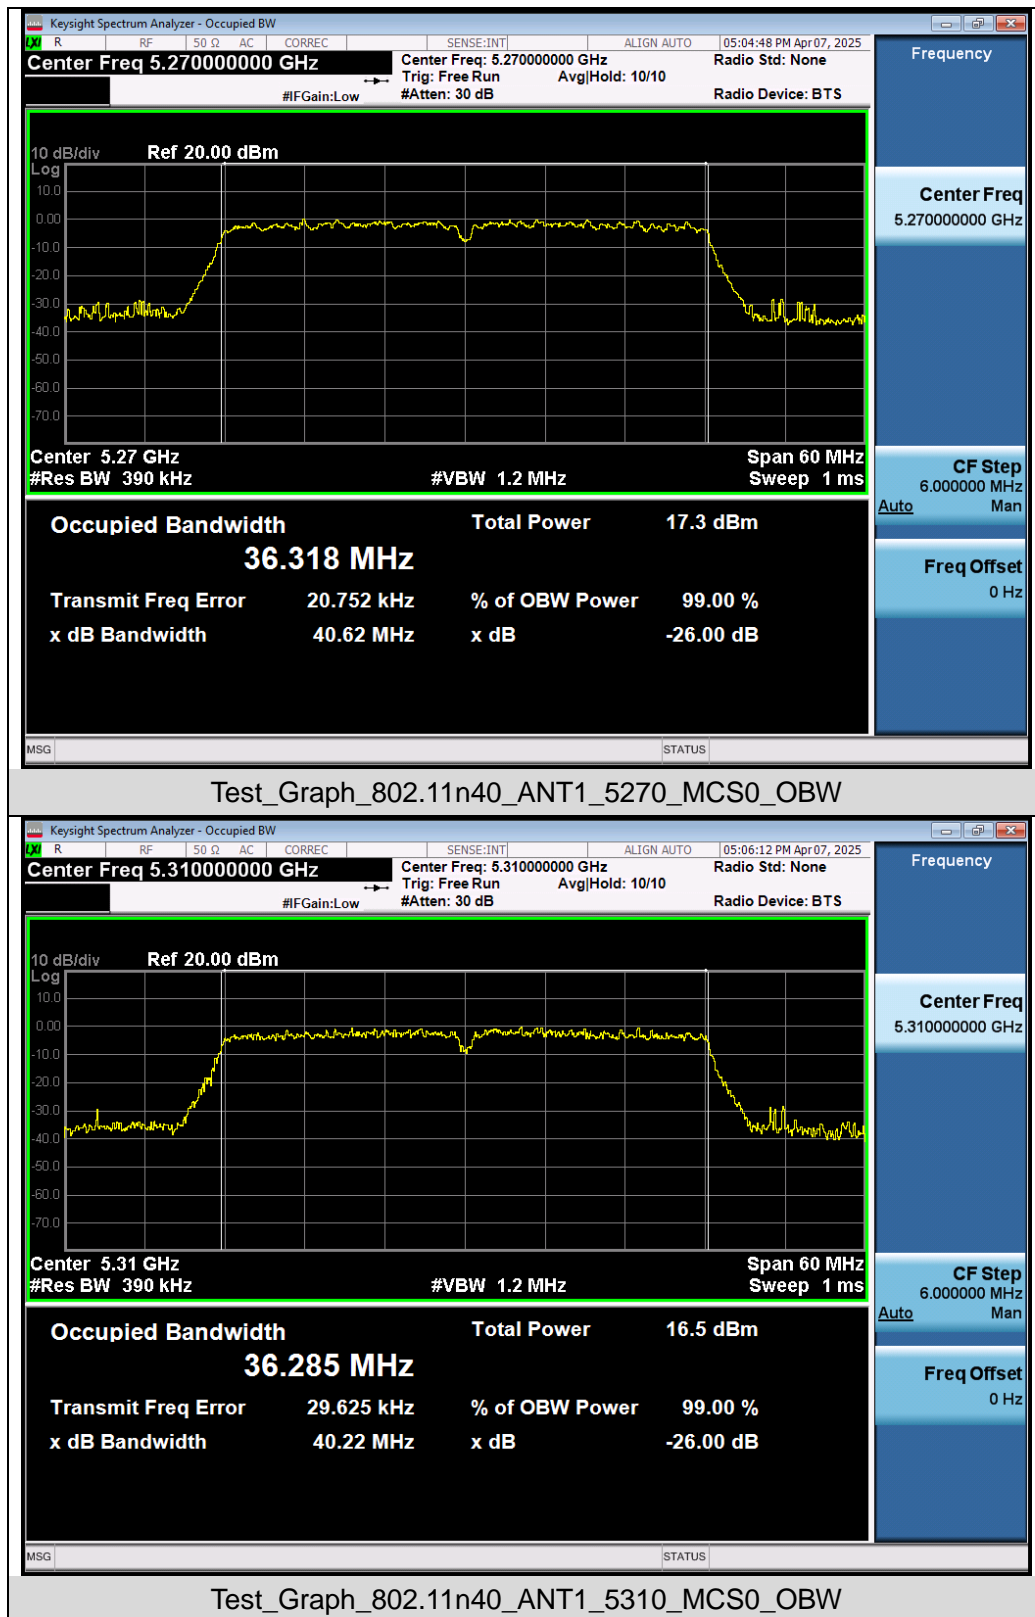 Keysight Spectrum Analyzer - Occupied BW
LXI R RF 50 Ω AC CORREC SENSE:INT ALIGN AUTO 05:04:48 PM Apr 07, 2025
Center Freq 5.270000000 GHz
Center Freq: 5.270000000 GHz Radio Std: None
Trig: Free Run Avg|Hold: 10/10
#IFGain:Low #Atten: 30 dB Radio Device: BTS
Frequency
10 dB/div Ref 20.00 dBm
Log
10.0
0.00
-10.0
-20.0
-30.0
-40.0
-50.0
-60.0
-70.0
Center Freq
5.270000000 GHz
Center 5.27 GHz Span 60 MHz
#Res BW 390 kHz #VBW 1.2 MHz Sweep 1 ms
CF Step
6.000000 MHz
Auto Man
Occupied Bandwidth Total Power 17.3 dBm
36.318 MHz
Transmit Freq Error 20.752 kHz % of OBW Power 99.00 %
x dB Bandwidth 40.62 MHz x dB -26.00 dB
Freq Offset
0 Hz
MSG STATUS
Test_Graph_802.11n40_ANT1_5270_MCS0_OBW
Keysight Spectrum Analyzer - Occupied BW
LXI R RF 50 Ω AC CORREC SENSE:INT ALIGN AUTO 05:06:12 PM Apr 07, 2025
Center Freq 5.310000000 GHz
Center Freq: 5.310000000 GHz Radio Std: None
Trig: Free Run Avg|Hold: 10/10
#IFGain:Low #Atten: 30 dB Radio Device: BTS
Frequency
10 dB/div Ref 20.00 dBm
Log
10.0
0.00
-10.0
-20.0
-30.0
-40.0
-50.0
-60.0
-70.0
Center Freq
5.310000000 GHz
Center 5.31 GHz Span 60 MHz
#Res BW 390 kHz #VBW 1.2 MHz Sweep 1 ms
CF Step
6.000000 MHz
Auto Man
Occupied Bandwidth Total Power 16.5 dBm
36.285 MHz
Transmit Freq Error 29.625 kHz % of OBW Power 99.00 %
x dB Bandwidth 40.22 MHz x dB -26.00 dB
Freq Offset
0 Hz
MSG STATUS
Test_Graph_802.11n40_ANT1_5310_MCS0_OBW